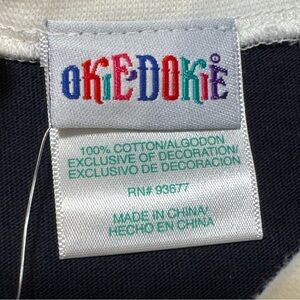 OKIE-DOKIE
100% COTTON/ALGODON
EXCLUSIVE OF DECORATION/
EXCLUSIVO DE DECORACION
RN# 93677
MADE IN CHINA/
HECHO EN CHINA